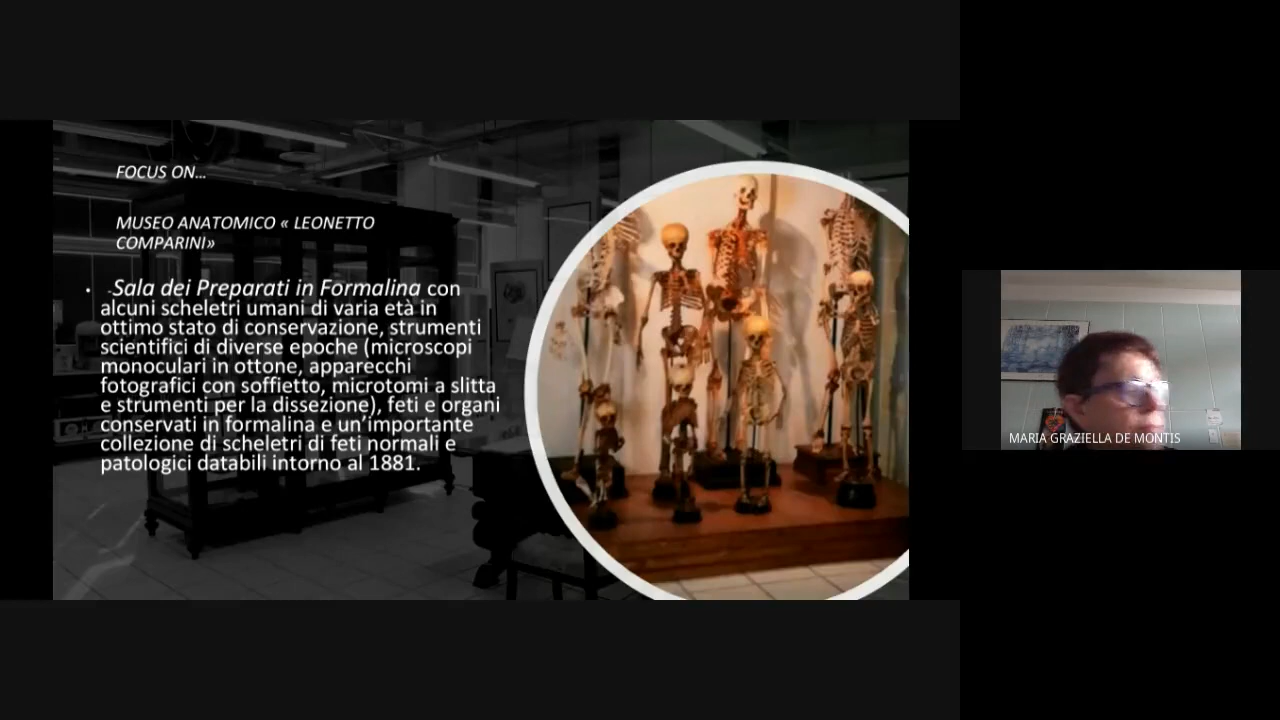 FOCUS ON...
MUSEO ANATOMICO « LEONETTO
COMPARINI»
• -Sala dei Preparati in Formalina con
alcuni scheletri umani di varia età in
ottimo stato di conservazione, strumenti
scientifici di diverse epoche (microscopi
monoculari in ottone, apparecchi
fotografici con soffietto, microtomi a slitta
e strumenti per la dissezione), feti e organi
conservati in formalina e un'importante
collezione di scheletri di feti normali e
patologici databili intorno al 1881.
MARIA GRAZIELLA DE MONTIS